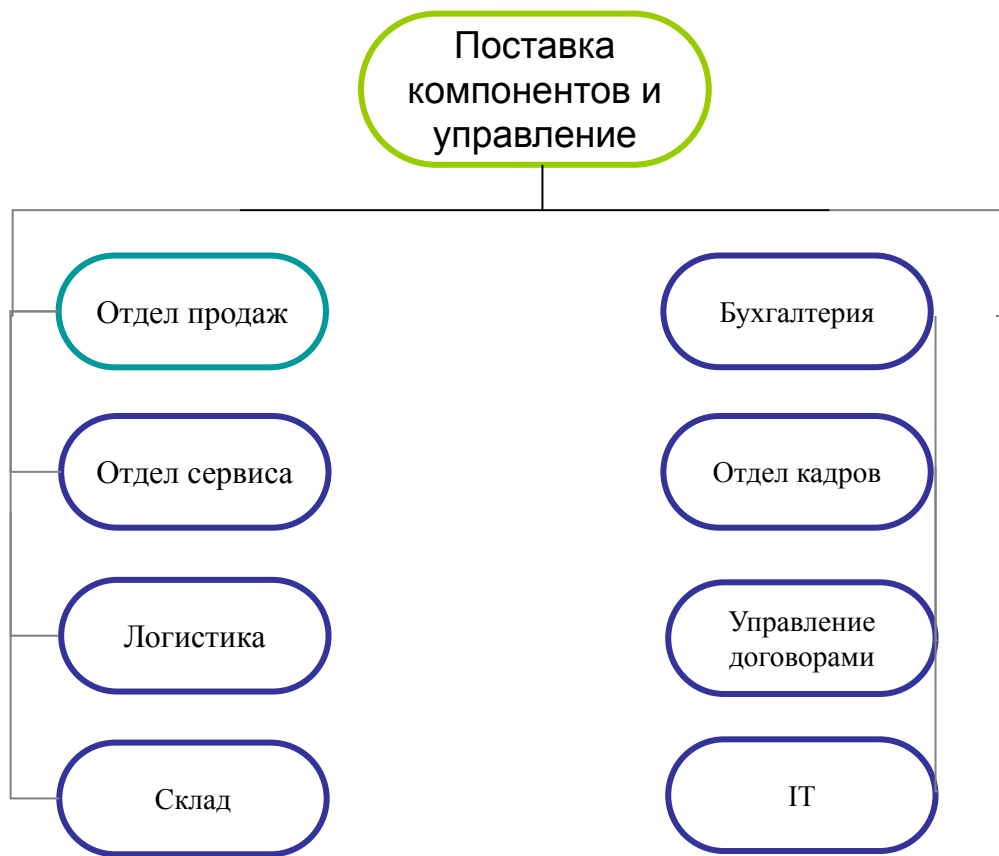 Поставка
компонентов и
управление
Отдел продаж
Бухгалтерия
Отдел сервиса
Отдел кадров
Логистика
Управление
договорами
Склад
IT